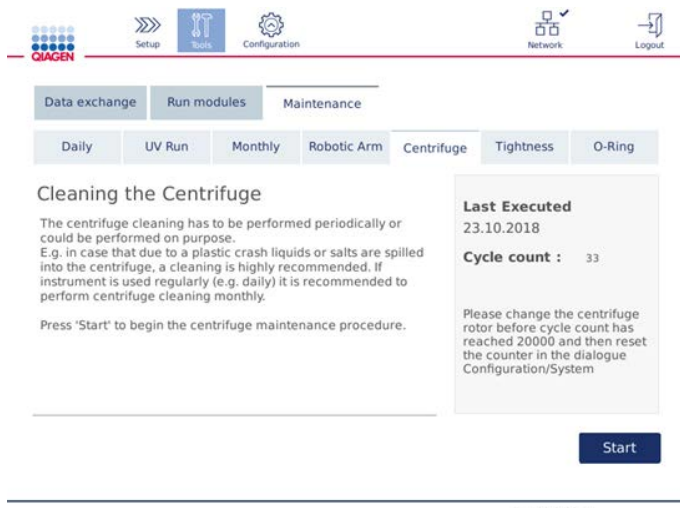 QIAGEN
Setup
Tools
Configuration
Network
Logout
Data exchange
Run modules
Maintenance
Daily
UV Run
Monthly
Robotic Arm
Centrifuge
Tightness
O-Ring
Cleaning the Centrifuge
The centrifuge cleaning has to be performed periodically or
could be performed on purpose.
E.g. in case that due to a plastic crash liquids or salts are spilled
into the centrifuge, a cleaning is highly recommended. If
instrument is used regularly (e.g. daily) it is recommended to
perform centrifuge cleaning monthly.
Press 'Start' to begin the centrifuge maintenance procedure.
Last Executed
23.10.2018
Cycle count : 33
Please change the centrifuge
rotor before cycle count has
reached 20000 and then reset
the counter in the dialogue
Configuration/System
Start